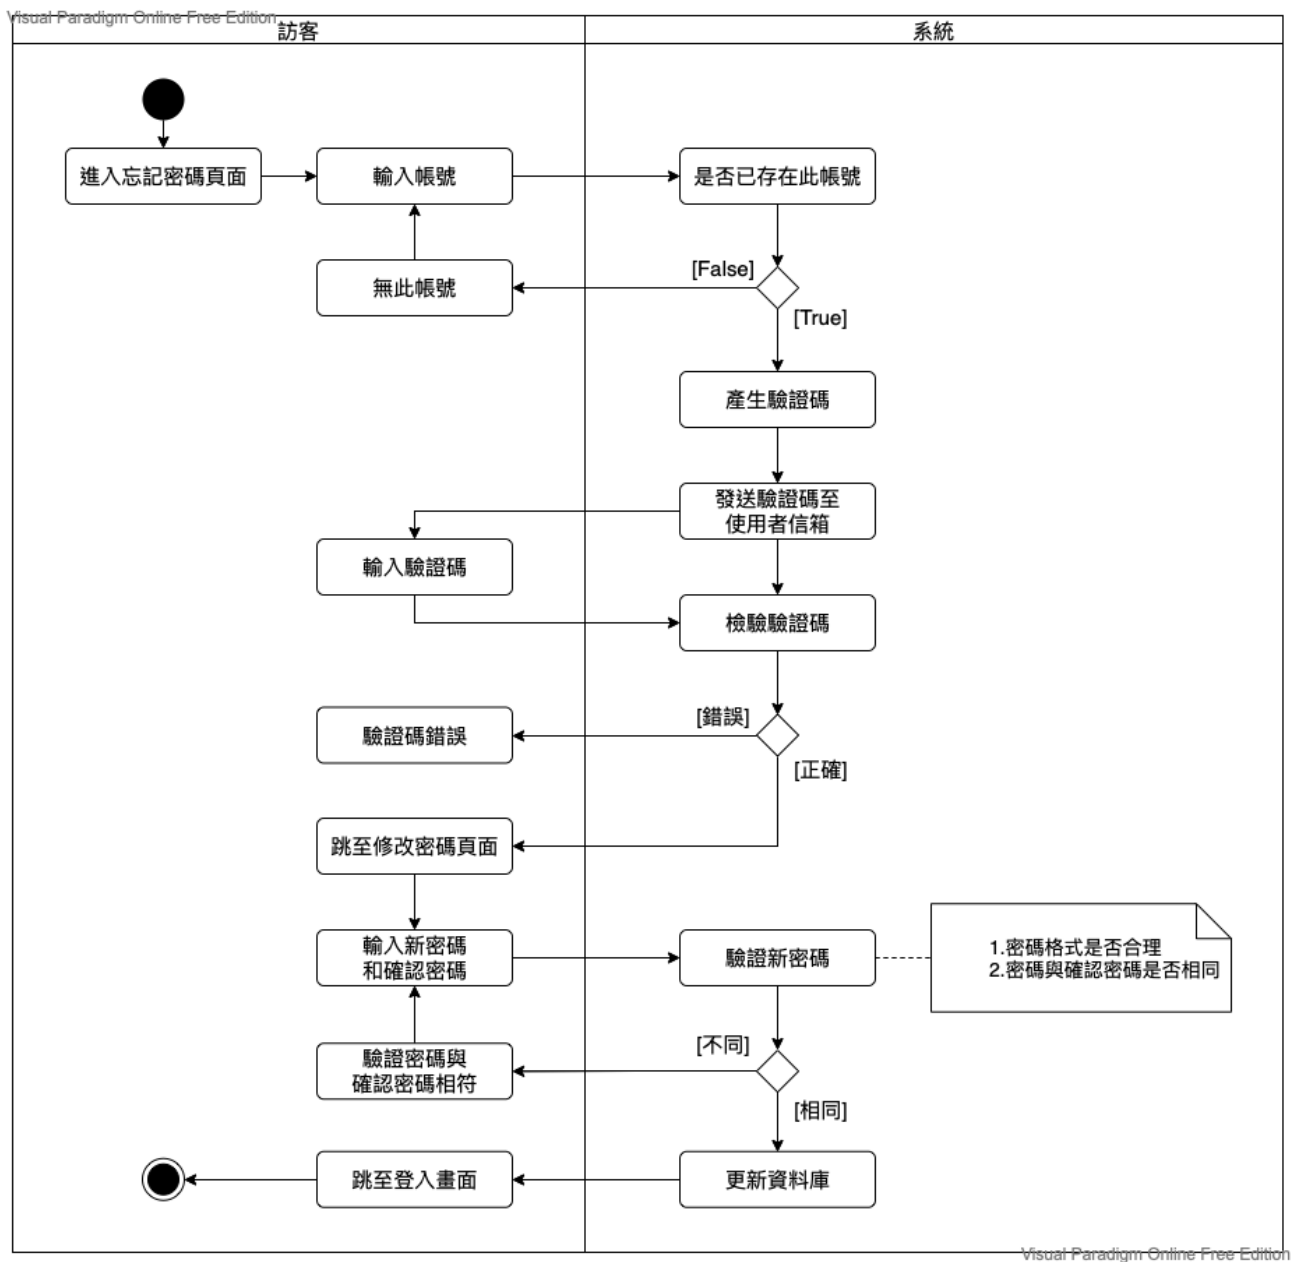 Visual Paradigm Online Free Edition
訪客
系統
進入忘記密碼頁面
輸入帳號
是否已存在此帳號
[False]
無此帳號
[True]
產生驗證碼
發送驗證碼至
使用者信箱
輸入驗證碼
檢驗驗證碼
[錯誤]
驗證碼錯誤
[正確]
跳至修改密碼頁面
輸入新密碼
和確認密碼
驗證新密碼
1.密碼格式是否合理
2.密碼與確認密碼是否相同
[不同]
驗證密碼與
確認密碼相符
[相同]
跳至登入畫面
更新資料庫
Visual Paradigm Online Free Edition